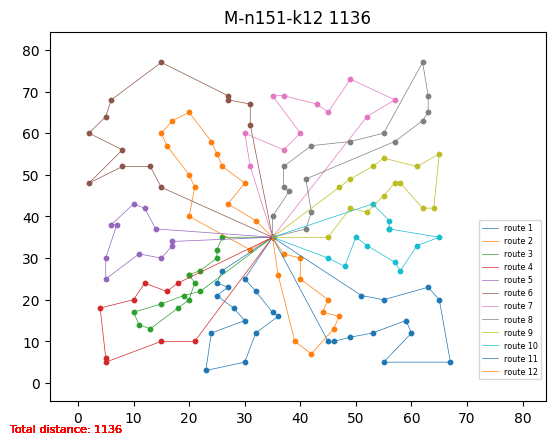 M-n151-k12 1136
80
70
60
50
40
30
20
10
0
route 1
route 2
route 3
route 4
route 5
route 6
route 7
route 8
route 9
route 10
route 11
route 12
0 10 20 30 40 50 60 70 80
Total distance: 1136